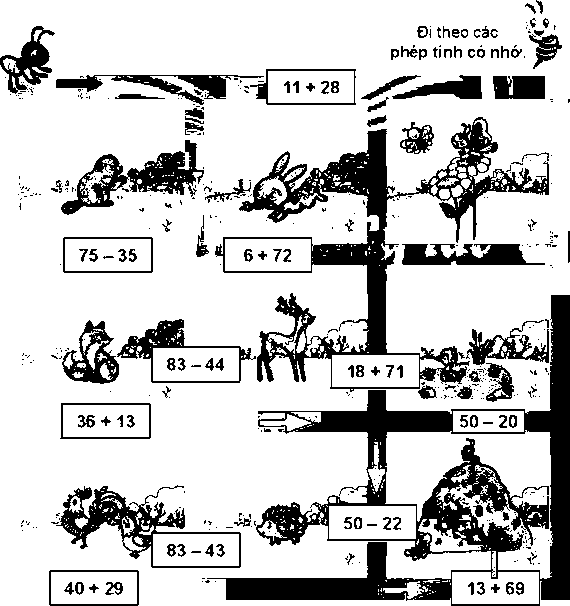 Đi theo các
phép tính có nhớ.
11 + 28
75 – 35
6 + 72
83 – 44
18 + 71
36 + 13
50 – 20
50 – 22
83 – 43
40 + 29
13 + 69